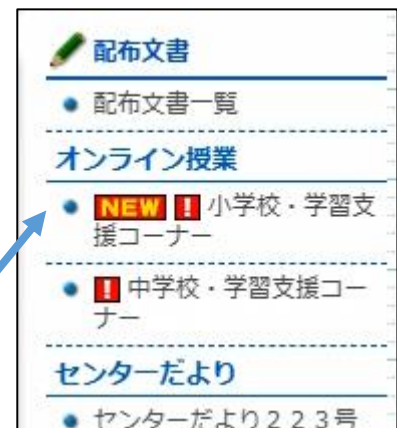 配布文書
配布文書一覧
オンライン授業
NEW ! 小学校・学習支
援コーナー
! 中学校・学習支援コー
ナー
センターだより
センターだより223号